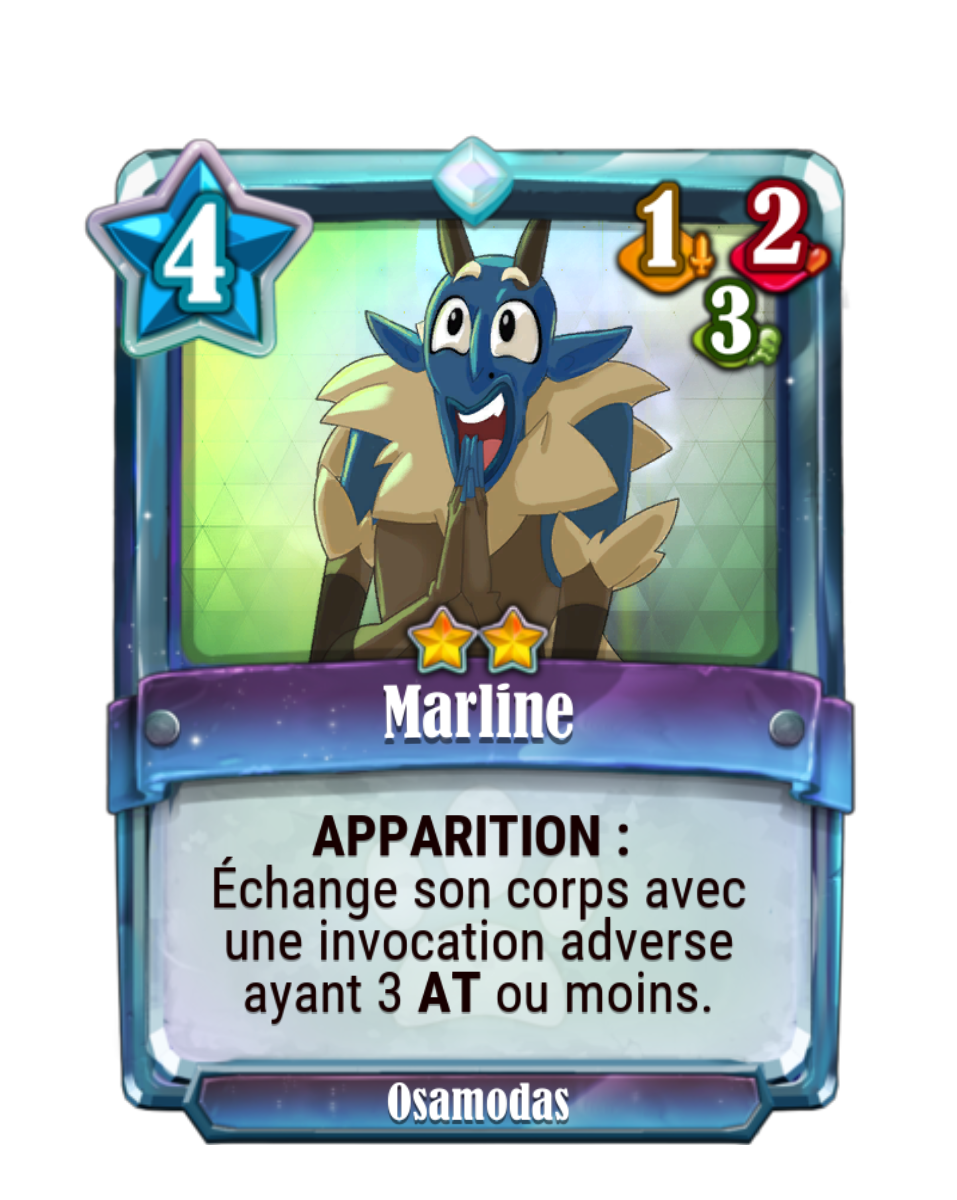 4
1
2
3
Marline
APPARITION :
Échange son corps avec
une invocation adverse
ayant 3 AT ou moins.
Osamodas